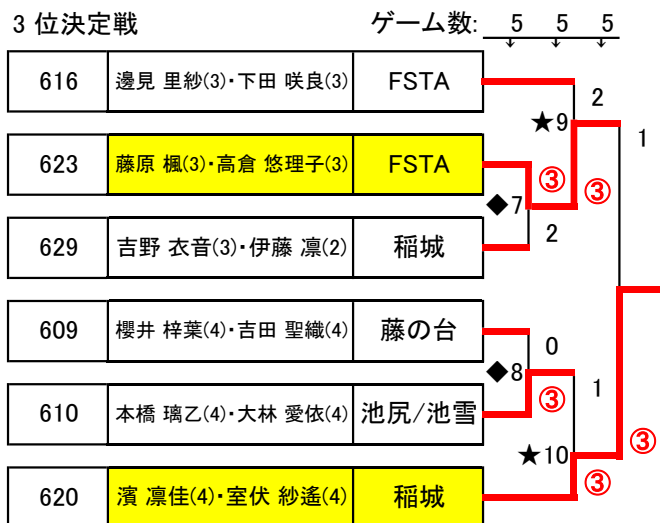 3 位決定戦 ゲーム数: 5 5 5
616 邊見 里紗(3)・下田 咲良(3) FSTA
2
★9
1
623 藤原 楓(3)・高倉 悠理子(3) FSTA
③
③
◆7
629 吉野 衣音(3)・伊藤 凛(2) 稲城
2
609 櫻井 梓葉(4)・吉田 聖織(4) 藤の台
0
◆8
1
610 本橋 璃乙(4)・大林 愛依(4) 池尻/池雪
③
③
★10
620 濱 凛佳(4)・室伏 紗遙(4) 稲城
③